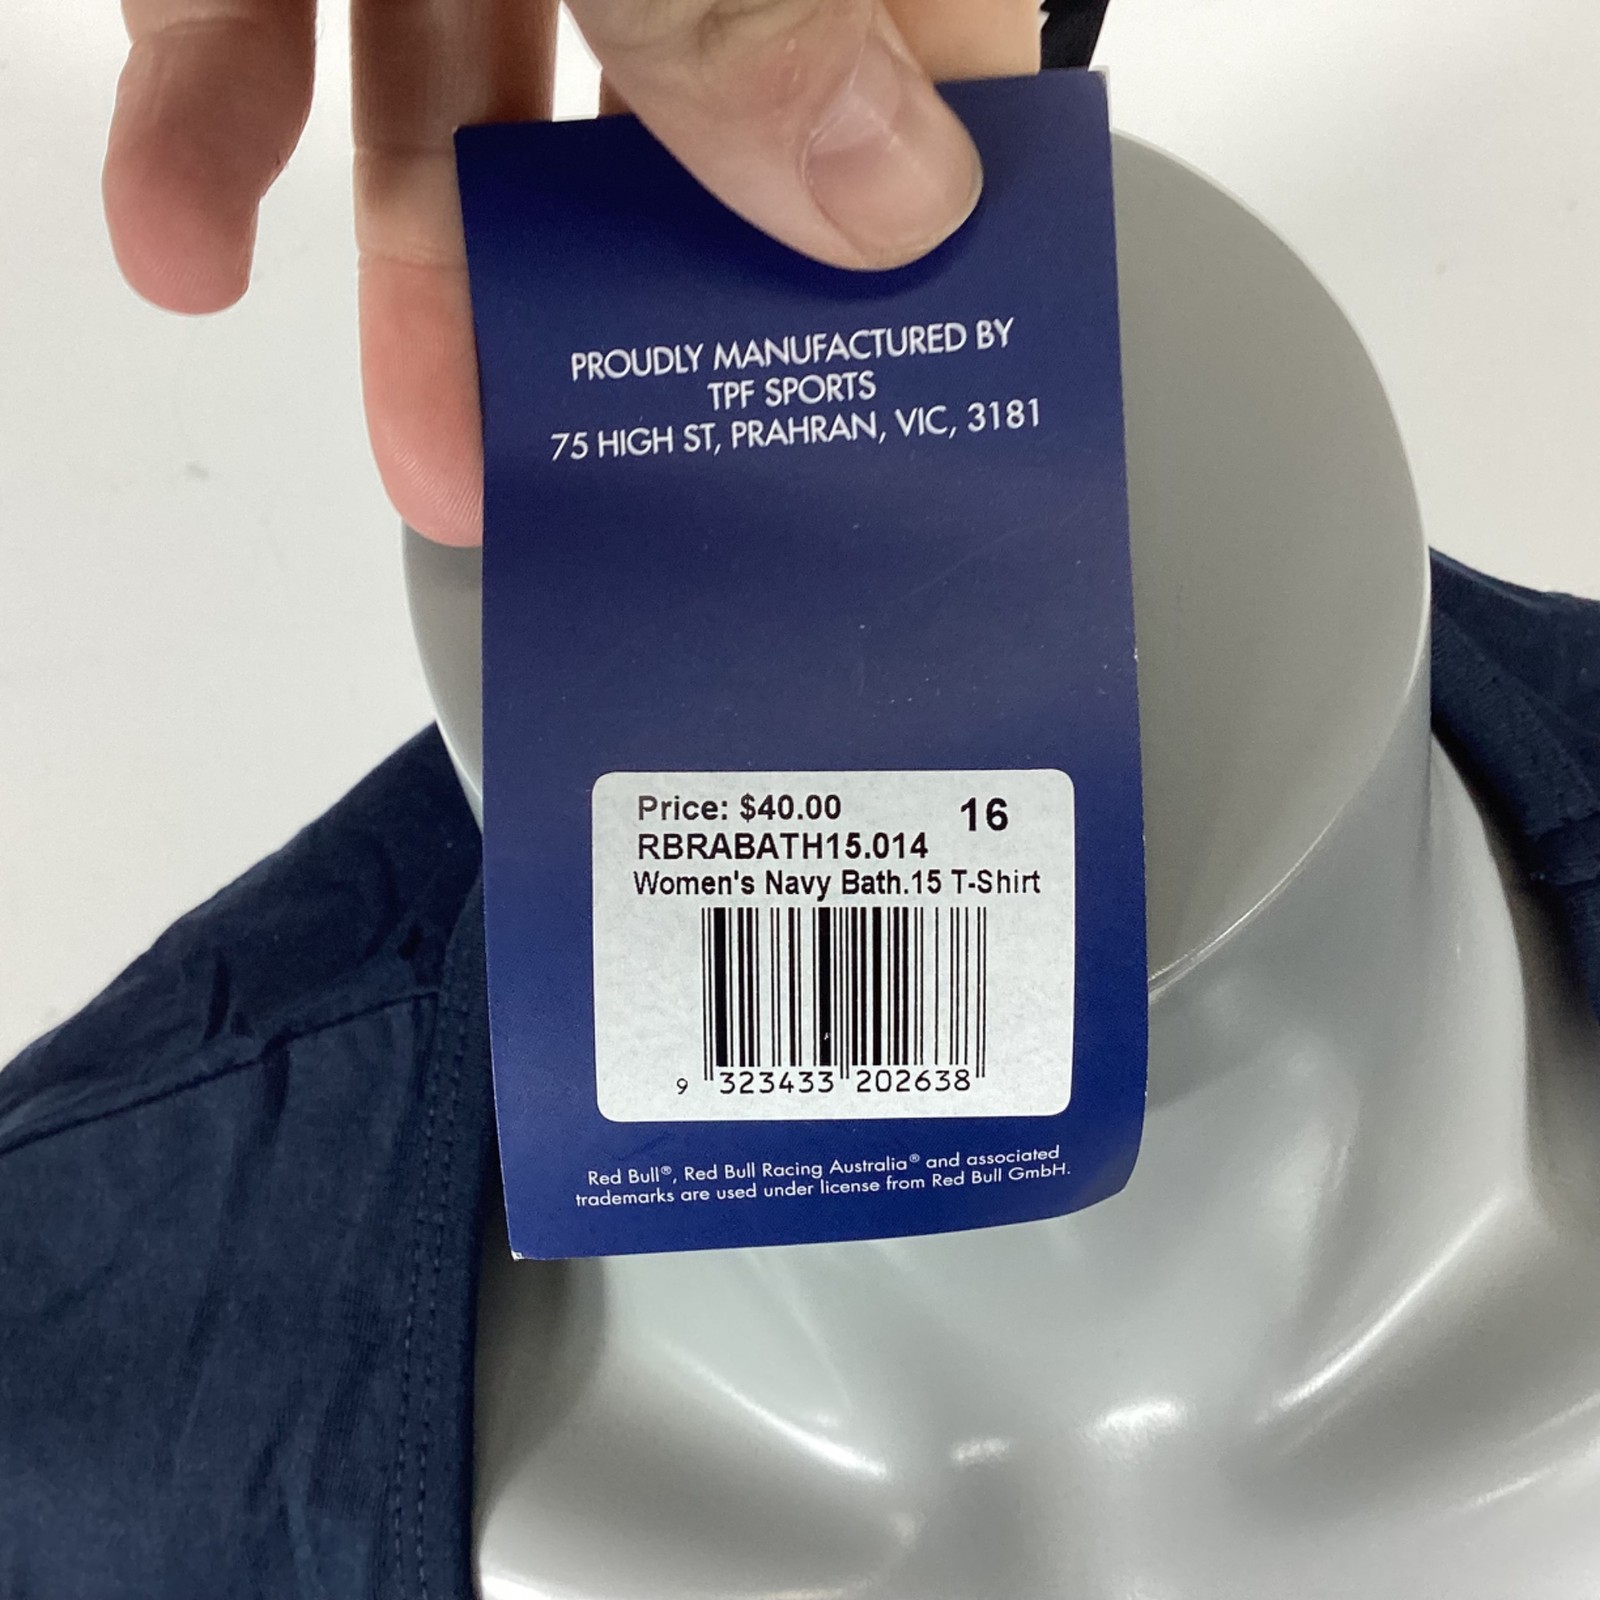 PROUDLY MANUFACTURED BY
TPF SPORTS
75 HIGH ST, PRAHRAN, VIC, 3181
Price: $40.00 16
RBRABATH15.014
Women's Navy Bath.15 T-Shirt
9 323433 202638
Red Bull®, Red Bull Racing Australia® and associated
trademarks are used under license from Red Bull GmbH.